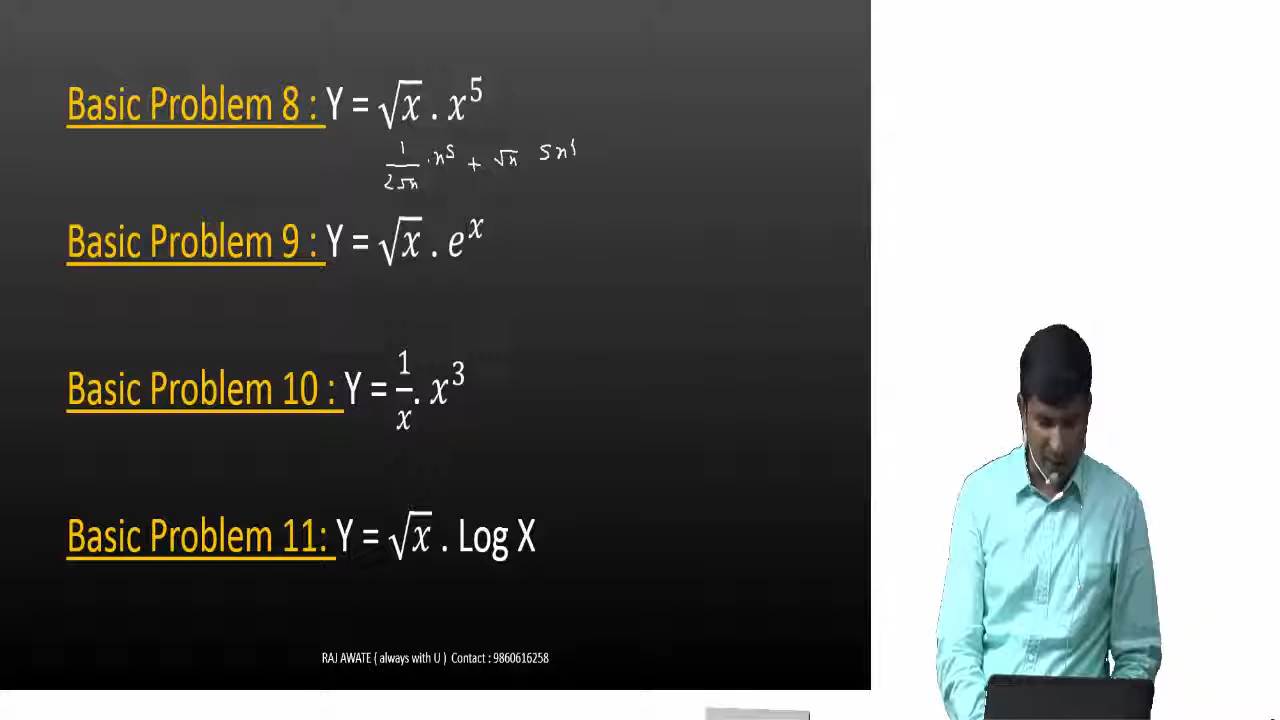 Basic Problem 8 : Y = √x . x⁵
1/2√x . x⁵ + √x 5x⁴
Basic Problem 9 : Y = √x . eˣ
Basic Problem 10 : Y = 1/x . x³
Basic Problem 11: Y = √x . Log X
RAJ AWATE ( always with U ) Contact : 9860616258